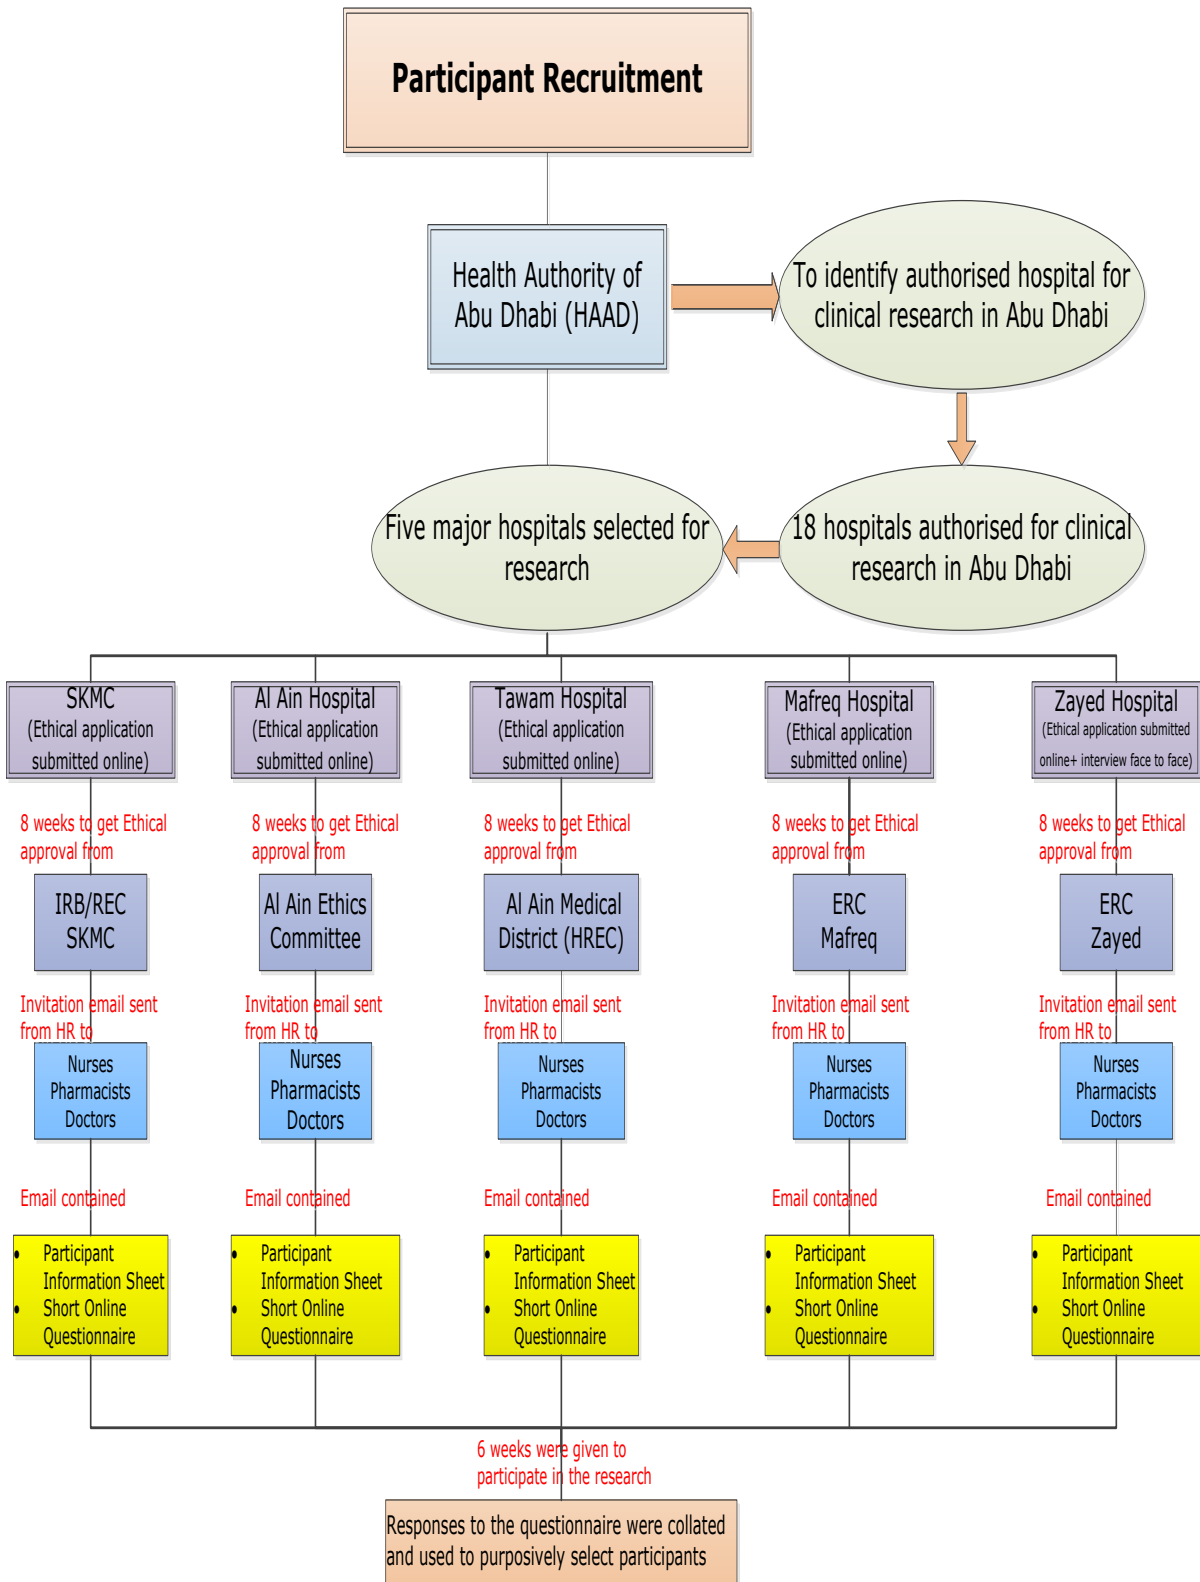 Participant Recruitment
Health Authority of
Abu Dhabi (HAAD)
To identify authorised hospital for
clinical research in Abu Dhabi
Five major hospitals selected for
research
18 hospitals authorised for clinical
research in Abu Dhabi
SKMC
(Ethical application
submitted online)
Al Ain Hospital
(Ethical application
submitted online)
Tawam Hospital
(Ethical application
submitted online)
Mafreq Hospital
(Ethical application
submitted online)
Zayed Hospital
(Ethical application submitted
online+ interview face to face)
8 weeks to get Ethical
approval from
8 weeks to get Ethical
approval from
8 weeks to get Ethical
approval from
8 weeks to get Ethical
approval from
8 weeks to get Ethical
approval from
IRB/REC
SKMC
Al Ain Ethics
Committee
Al Ain Medical
District (HREC)
ERC
Mafreq
ERC
Zayed
Invitation email sent
from HR to
Invitation email sent
from HR to
Invitation email sent
from HR to
Invitation email sent
from HR to
Invitation email sent
from HR to
Nurses
Pharmacists
Doctors
Nurses
Pharmacists
Doctors
Nurses
Pharmacists
Doctors
Nurses
Pharmacists
Doctors
Nurses
Pharmacists
Doctors
Email contained
Email contained
Email contained
Email contained
Email contained
• Participant
Information Sheet
• Short Online
Questionnaire
• Participant
Information Sheet
• Short Online
Questionnaire
• Participant
Information Sheet
• Short Online
Questionnaire
• Participant
Information Sheet
• Short Online
Questionnaire
• Participant
Information Sheet
• Short Online
Questionnaire
6 weeks were given to
participate in the research
Responses to the questionnaire were collated
and used to purposively select participants